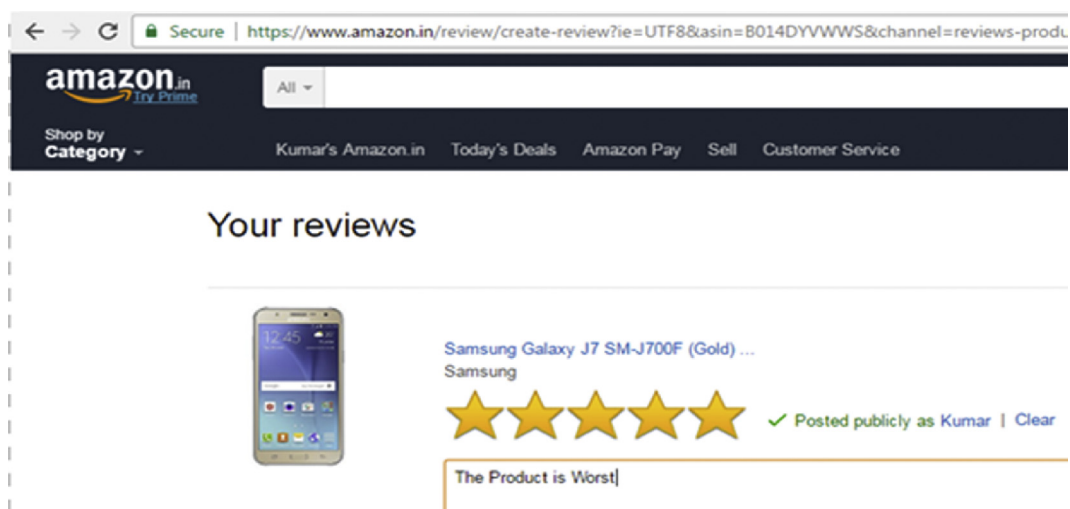 Secure | https://www.amazon.in/review/create-review?ie=UTF8&asin=B014DYVWWS&channel=reviews-produ
amazon.in
Try Prime
All
Shop by
Category
Kumar's Amazon.in Today's Deals Amazon Pay Sell Customer Service
Your reviews
12:45
Samsung Galaxy J7 SM-J700F (Gold) ...
Samsung
Posted publicly as Kumar | Clear
The Product is Worst